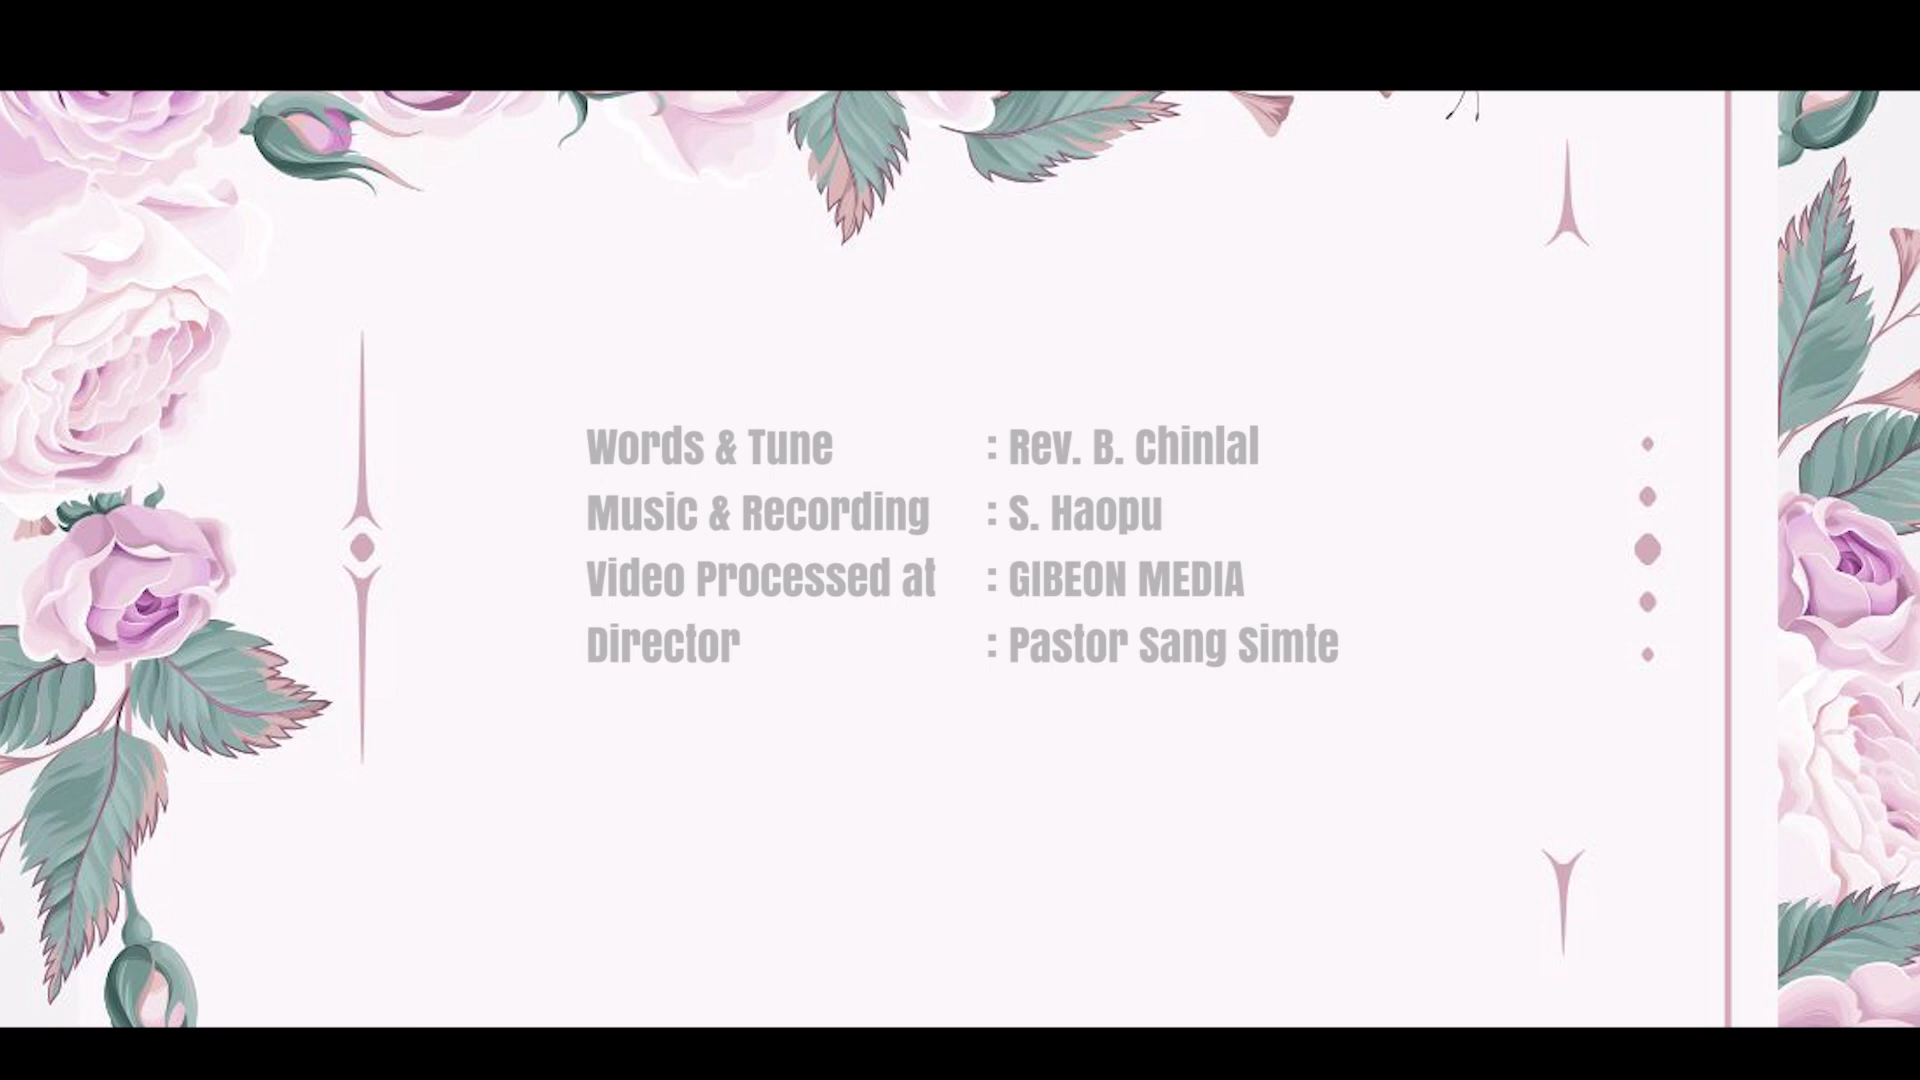 Words & Tune : Rev. B. Chinlal
Music & Recording : S. Haopu
Video Processed at : GIBEON MEDIA
Director : Pastor Sang Simte